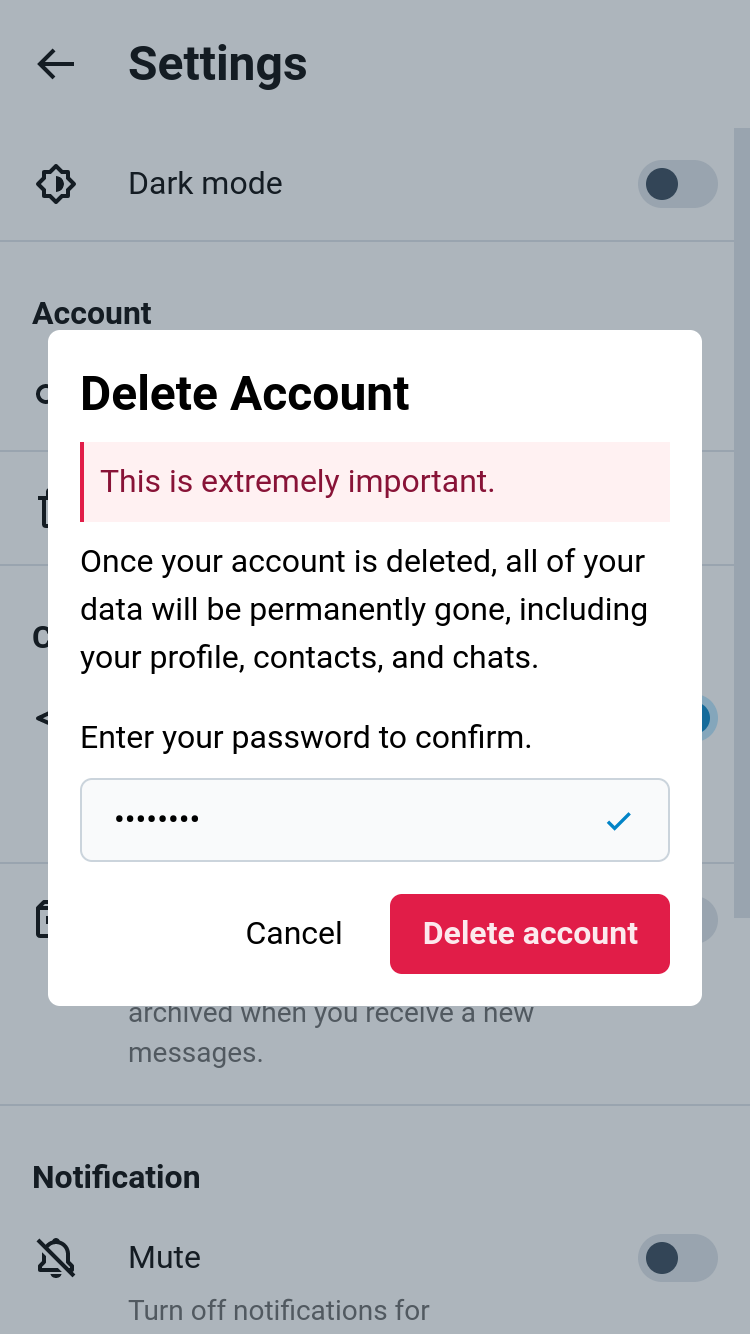 Settings
Dark mode
Account
Delete Account
This is extremely important.
Once your account is deleted, all of your
data will be permanently gone, including
your profile, contacts, and chats.
Enter your password to confirm.
••••••••
Cancel
Delete account
archived when you receive a new
messages.
Notification
Mute
Turn off notifications for